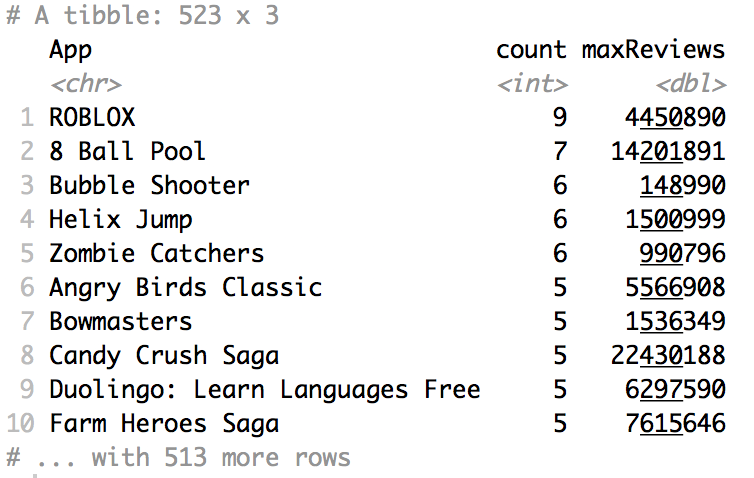 # A tibble: 523 x 3
App count maxReviews
<chr> <int> <dbl>
1 ROBLOX 9 4450890
2 8 Ball Pool 7 14201891
3 Bubble Shooter 6 148990
4 Helix Jump 6 1500999
5 Zombie Catchers 6 990796
6 Angry Birds Classic 5 5566908
7 Bowmasters 5 1536349
8 Candy Crush Saga 5 22430188
9 Duolingo: Learn Languages Free 5 6297590
10 Farm Heroes Saga 5 7615646
# ... with 513 more rows